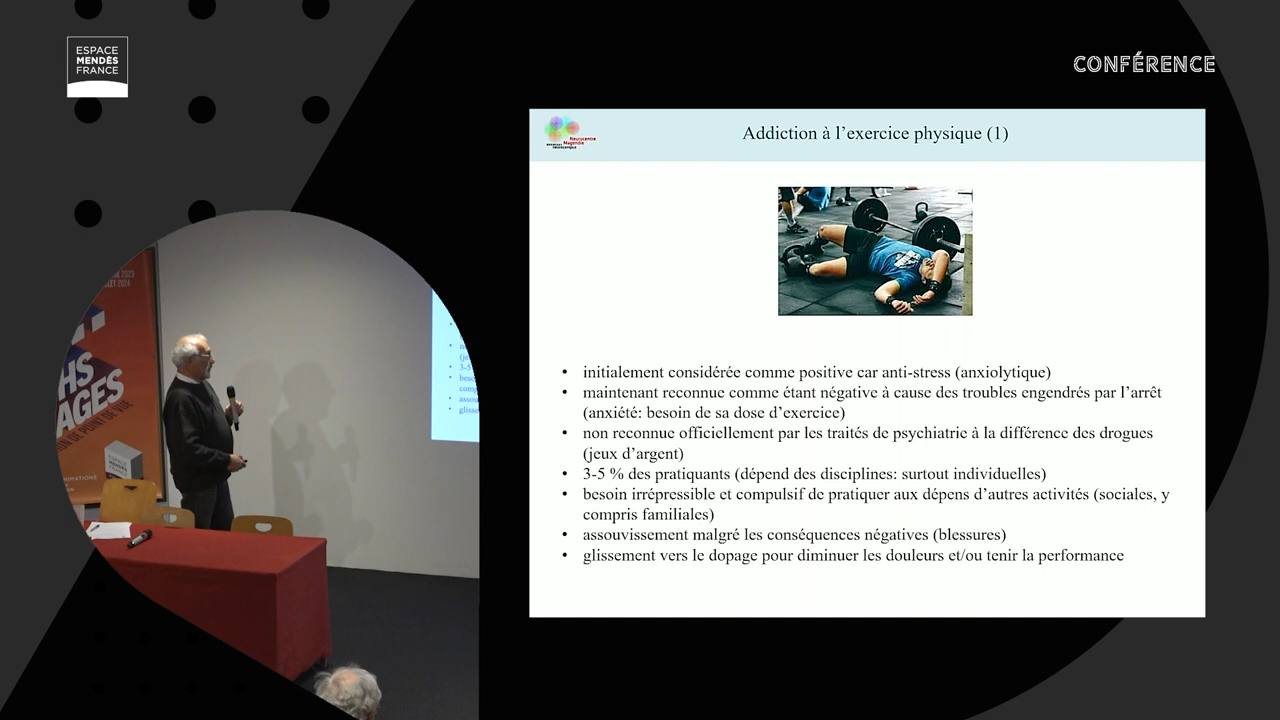 ESPACE
MENDÈS
FRANCE
CONFÉRENCE
Neurocentre
Magendie
Addiction à l’exercice physique (1)
• initialement considérée comme positive car anti-stress (anxiolytique)
• maintenant reconnue comme étant négative à cause des troubles engendrés par l’arrêt
(anxiété: besoin de sa dose d’exercice)
• non reconnue officiellement par les traités de psychiatrie à la différence des drogues
(jeux d’argent)
• 3-5 % des pratiquants (dépend des disciplines: surtout individuelles)
• besoin irrépressible et compulsif de pratiquer aux dépens d’autres activités (sociales, y
compris familiales)
• assouvissement malgré les conséquences négatives (blessures)
• glissement vers le dopage pour diminuer les douleurs et/ou tenir la performance
HS
AGES